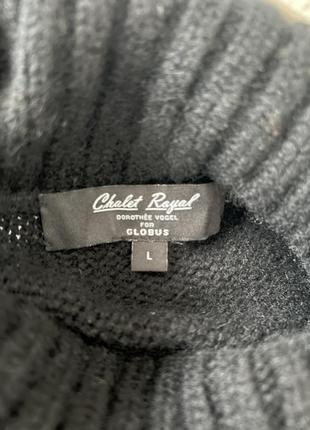 Chalet Royal
DOROTHÉE VOGEL
FOR
GLOBUS
L